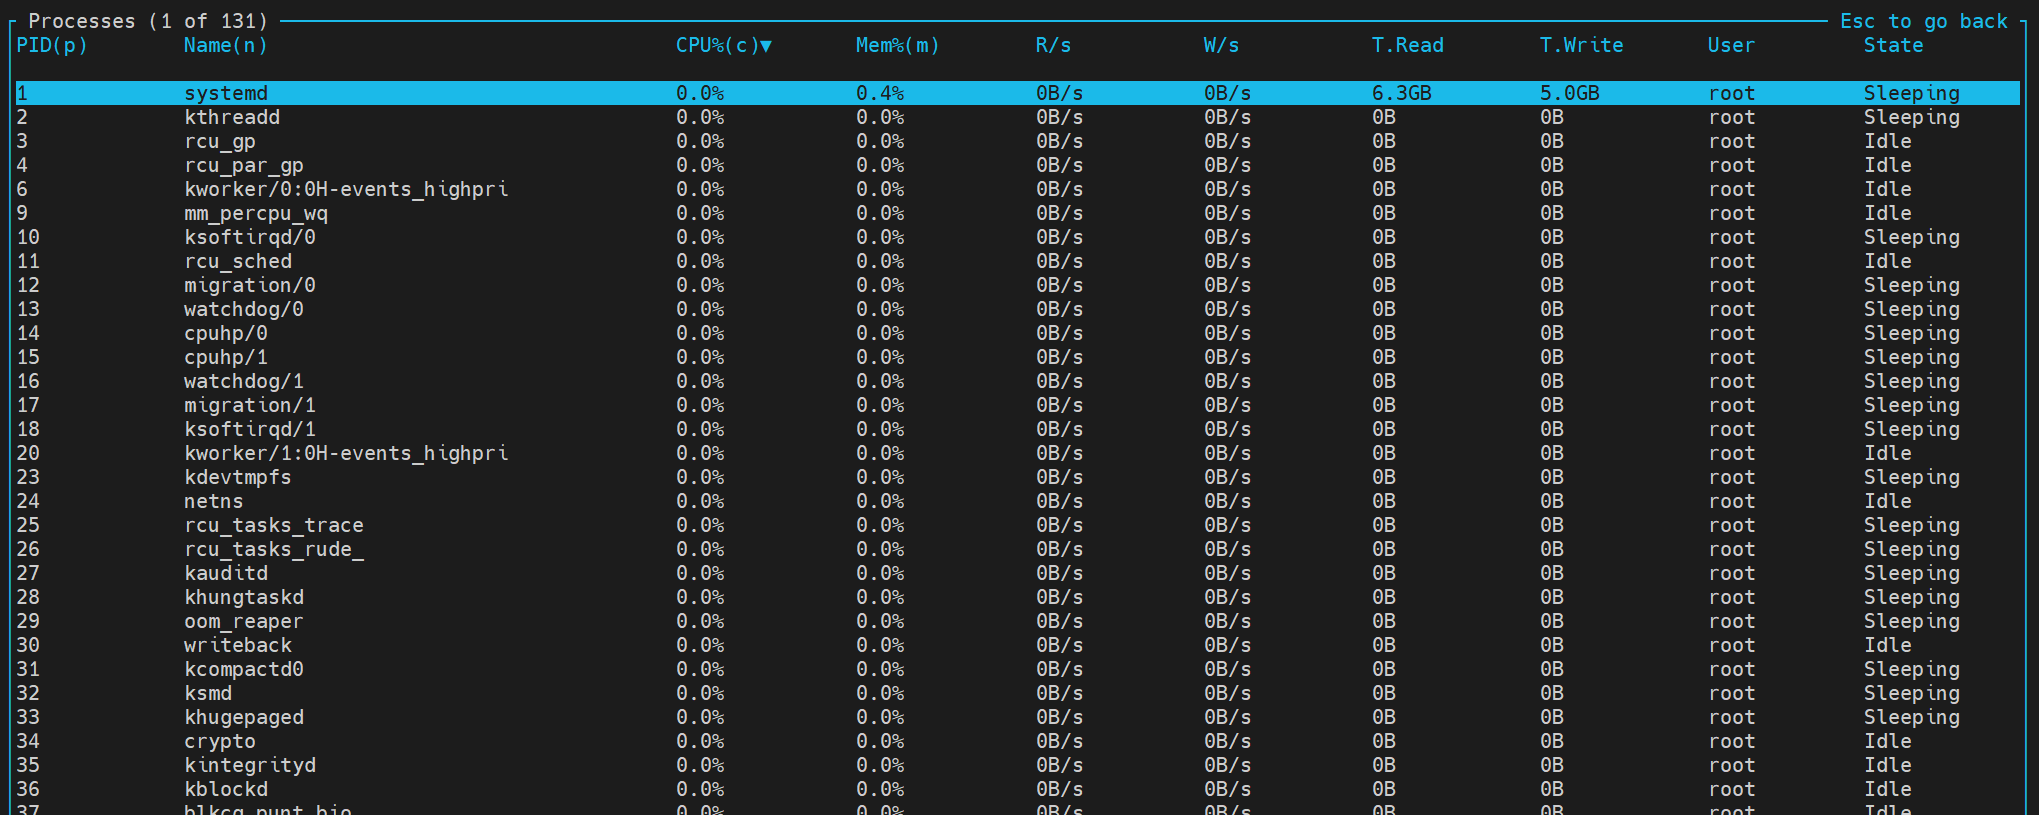 Processes (1 of 131) Esc to go back
PID(p) Name(n) CPU%(c)▼ Mem%(m) R/s W/s T.Read T.Write User State
1 systemd 0.0% 0.4% 0B/s 0B/s 6.3GB 5.0GB root Sleeping
2 kthreadd 0.0% 0.0% 0B/s 0B/s 0B 0B root Sleeping
3 rcu_gp 0.0% 0.0% 0B/s 0B/s 0B 0B root Idle
4 rcu_par_gp 0.0% 0.0% 0B/s 0B/s 0B 0B root Idle
6 kworker/0:0H-events_highpri 0.0% 0.0% 0B/s 0B/s 0B 0B root Idle
9 mm_percpu_wq 0.0% 0.0% 0B/s 0B/s 0B 0B root Idle
10 ksoftirqd/0 0.0% 0.0% 0B/s 0B/s 0B 0B root Sleeping
11 rcu_sched 0.0% 0.0% 0B/s 0B/s 0B 0B root Idle
12 migration/0 0.0% 0.0% 0B/s 0B/s 0B 0B root Sleeping
13 watchdog/0 0.0% 0.0% 0B/s 0B/s 0B 0B root Sleeping
14 cpuhp/0 0.0% 0.0% 0B/s 0B/s 0B 0B root Sleeping
15 cpuhp/1 0.0% 0.0% 0B/s 0B/s 0B 0B root Sleeping
16 watchdog/1 0.0% 0.0% 0B/s 0B/s 0B 0B root Sleeping
17 migration/1 0.0% 0.0% 0B/s 0B/s 0B 0B root Sleeping
18 ksoftirqd/1 0.0% 0.0% 0B/s 0B/s 0B 0B root Sleeping
20 kworker/1:0H-events_highpri 0.0% 0.0% 0B/s 0B/s 0B 0B root Idle
23 kdevtmpfs 0.0% 0.0% 0B/s 0B/s 0B 0B root Sleeping
24 netns 0.0% 0.0% 0B/s 0B/s 0B 0B root Idle
25 rcu_tasks_trace 0.0% 0.0% 0B/s 0B/s 0B 0B root Sleeping
26 rcu_tasks_rude_ 0.0% 0.0% 0B/s 0B/s 0B 0B root Sleeping
27 kauditd 0.0% 0.0% 0B/s 0B/s 0B 0B root Sleeping
28 khungtaskd 0.0% 0.0% 0B/s 0B/s 0B 0B root Sleeping
29 oom_reaper 0.0% 0.0% 0B/s 0B/s 0B 0B root Sleeping
30 writeback 0.0% 0.0% 0B/s 0B/s 0B 0B root Idle
31 kcompactd0 0.0% 0.0% 0B/s 0B/s 0B 0B root Sleeping
32 ksmd 0.0% 0.0% 0B/s 0B/s 0B 0B root Sleeping
33 khugepaged 0.0% 0.0% 0B/s 0B/s 0B 0B root Sleeping
34 crypto 0.0% 0.0% 0B/s 0B/s 0B 0B root Idle
35 kintegrityd 0.0% 0.0% 0B/s 0B/s 0B 0B root Idle
36 kblockd 0.0% 0.0% 0B/s 0B/s 0B 0B root Idle
37 blkcg_punt_bio 0.0% 0.0% 0B/s 0B/s 0B 0B root Idle